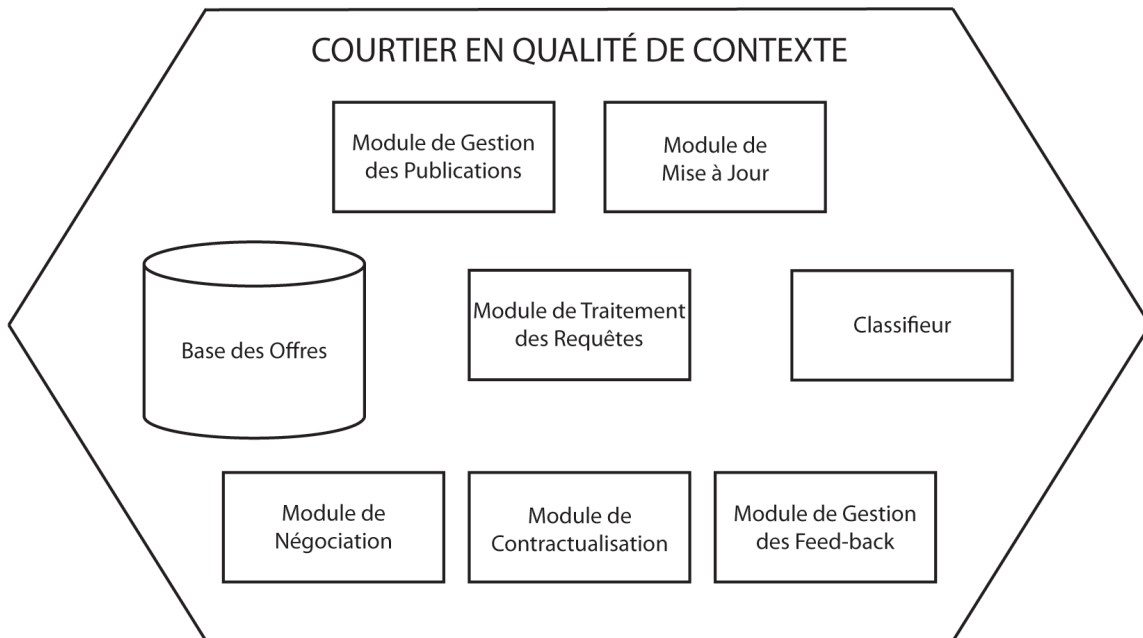 COURTIER EN QUALITÉ DE CONTEXTE
Module de Gestion
des Publications
Module de
Mise à Jour
Base des Offres
Module de Traitement
des Requêtes
Classifieur
Module de
Négociation
Module de
Contractualisation
Module de Gestion
des Feed-back